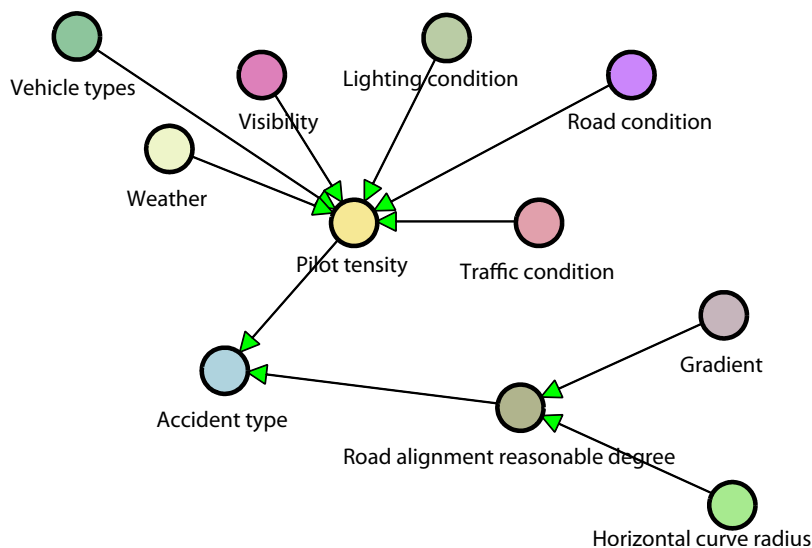 Vehicle types
Lighting condition
Visibility
Road condition
Weather
Pilot tensity
Traffic condition
Gradient
Accident type
Road alignment reasonable degree
Horizontal curve radius